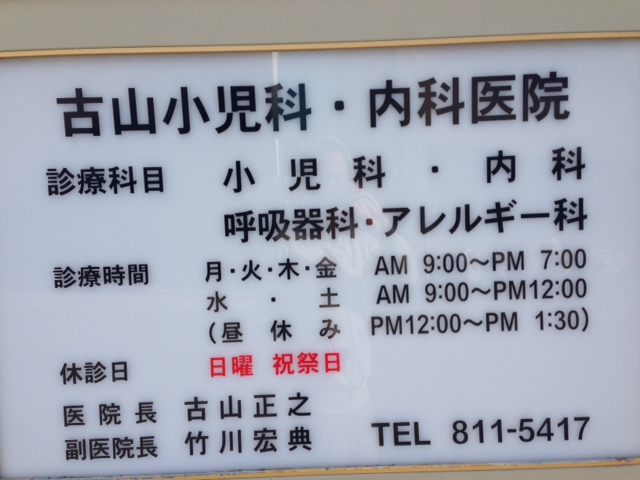 古山小児科・内科医院
診療科目 小児科・内科
呼吸器科・アレルギー科
診療時間 月・火・木・金 AM 9:00〜PM 7:00
水・土 AM 9:00〜PM12:00
(昼休み PM12:00〜PM 1:30)
休診日 日曜 祝祭日
医院長 古山正之
副医院長 竹川宏典 TEL 811-5417